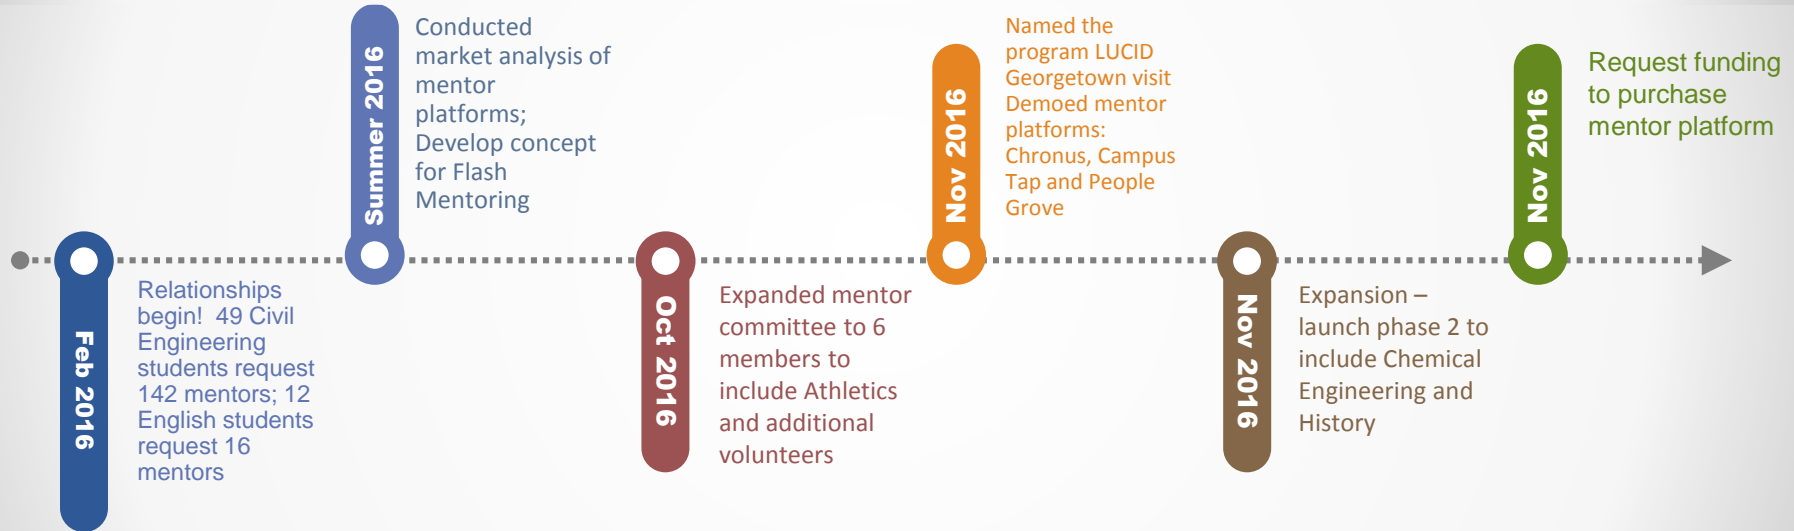 Feb 2016
Relationships
begin!  49 Civil
Engineering
students request
142 mentors; 12
English students
request 16
mentors
Summer 2016
Conducted
market analysis of
mentor
platforms;
Develop concept
for Flash
Mentoring
Oct 2016
Expanded mentor
committee to 6
members to
include Athletics
and additional
volunteers
Nov 2016
Named the
program LUCID
Georgetown visit
Demoed mentor
platforms:
Chronus, Campus
Tap and People
Grove
Nov 2016
Expansion –
launch phase 2 to
include Chemical
Engineering and
History
Nov 2016
Request funding
to purchase
mentor platform